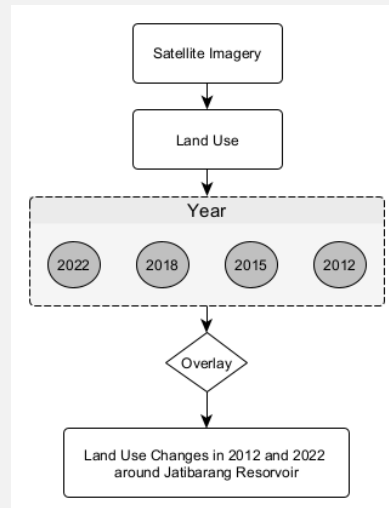 Satellite Imagery
Land Use
Year
2022 2018 2015 2012
Overlay
Land Use Changes in 2012 and 2022
around Jatibarang Resorvoir